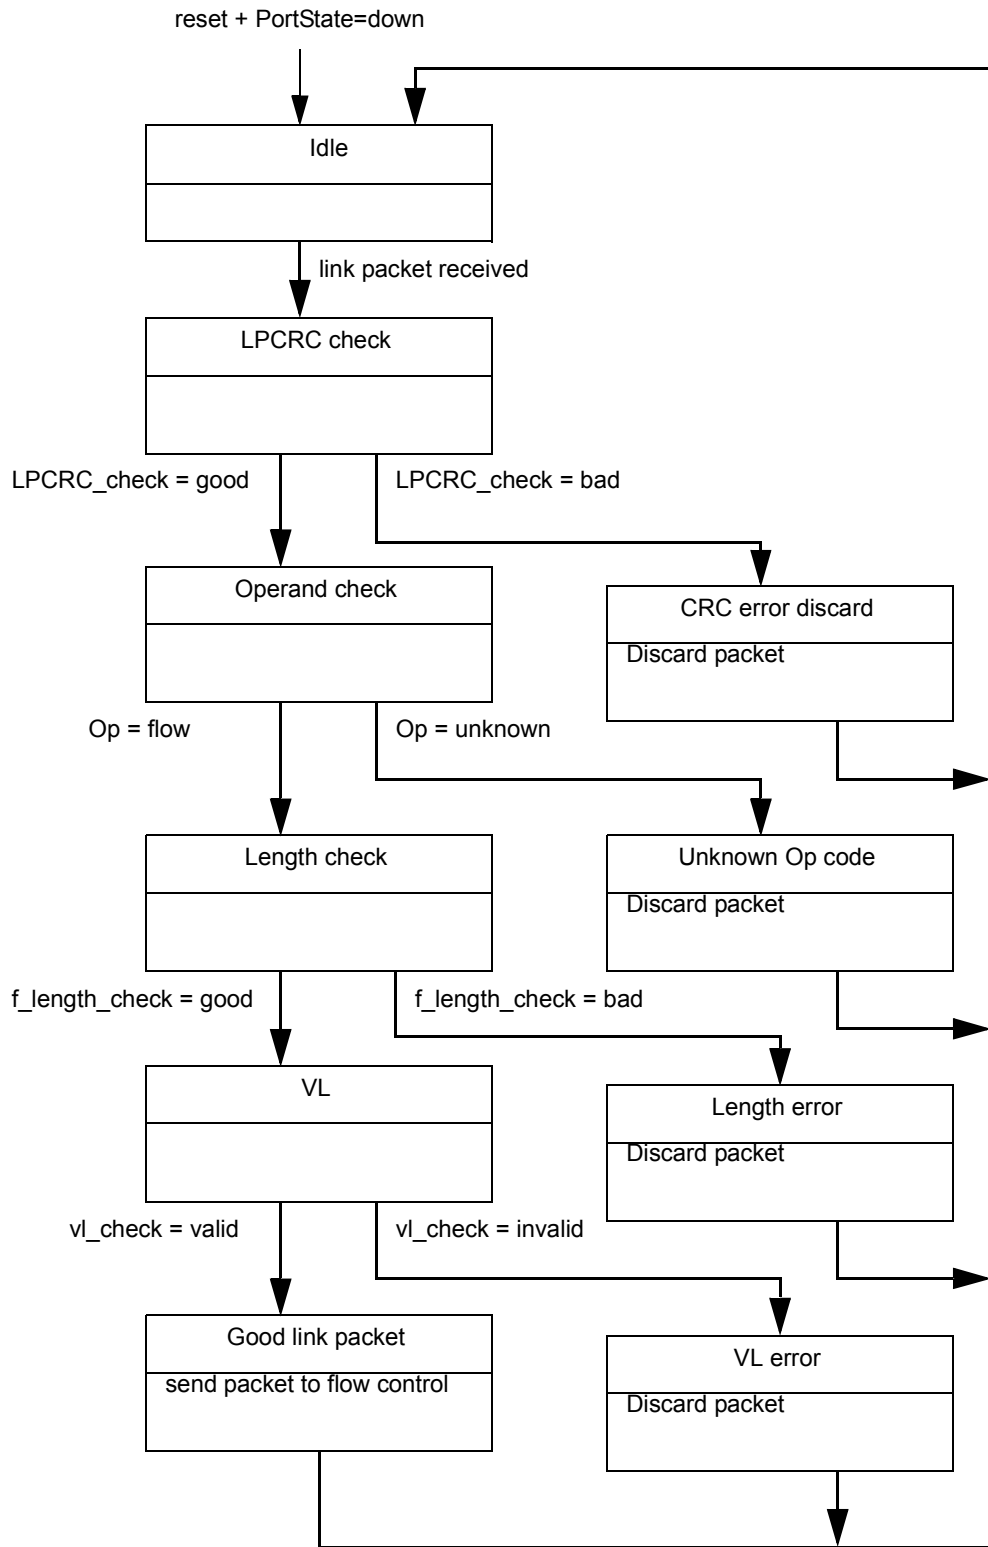 reset + PortState=down
Idle
link packet received
LPCRC check
LPCRC_check = good
LPCRC_check = bad
Operand check
CRC error discard
Discard packet
Op = flow
Op = unknown
Length check
Unknown Op code
Discard packet
f_length_check = good
f_length_check = bad
VL
Length error
Discard packet
vl_check = valid
vl_check = invalid
Good link packet
send packet to flow control
VL error
Discard packet